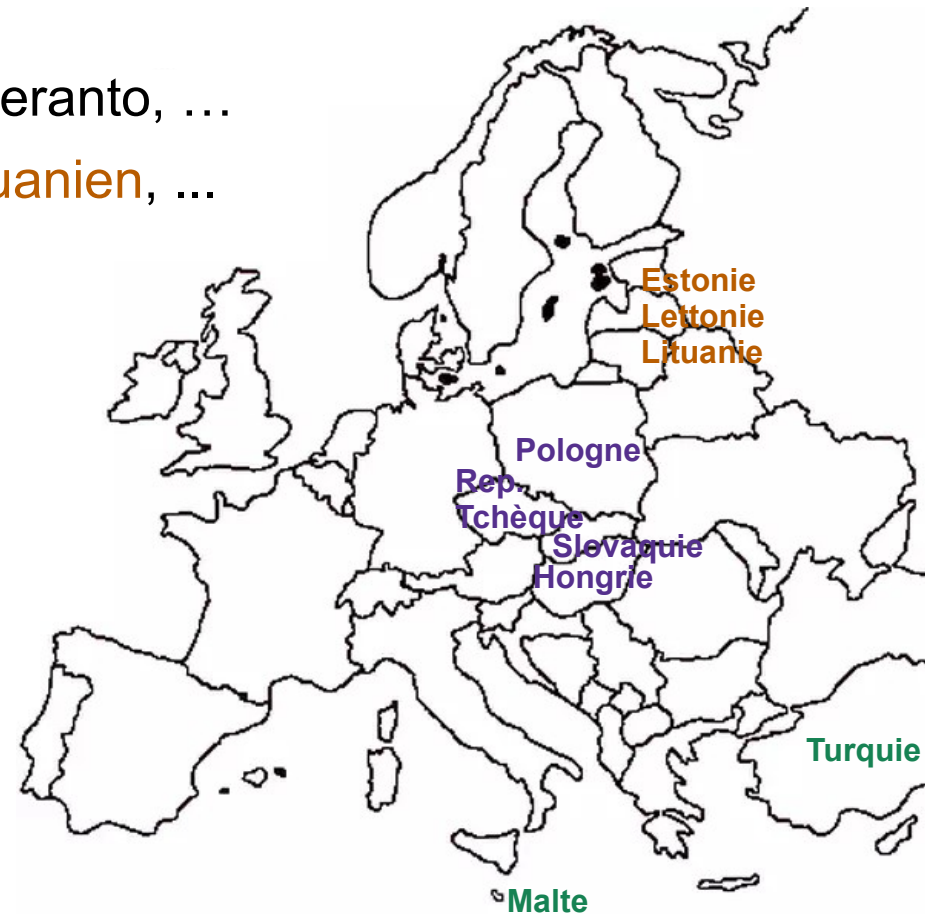 eranto, …
uanien, ...
Estonie
Lettonie
Lituanie
Pologne
Rep.
Tchèque
Slovaquie
Hongrie
Turquie
Malte